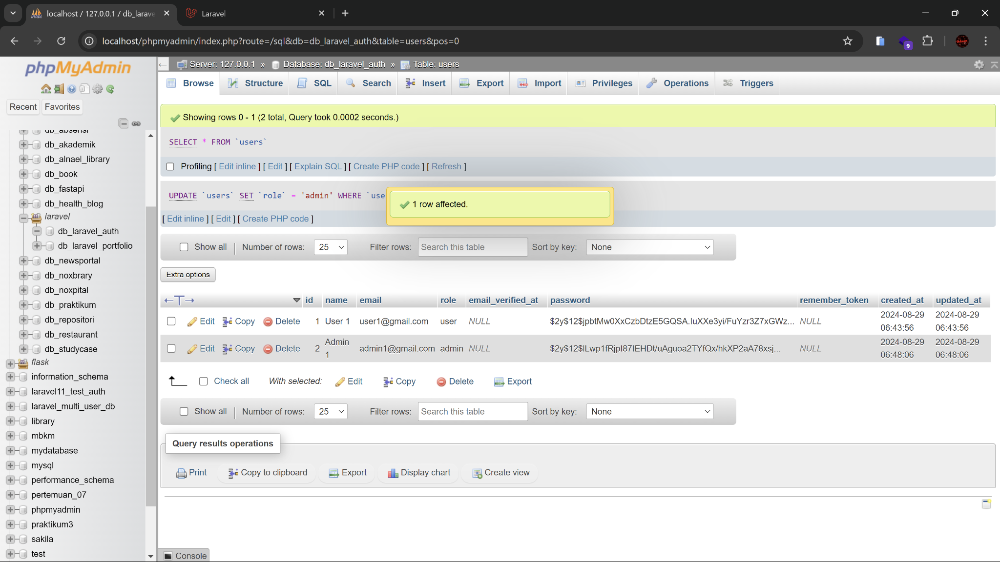 localhost / 127.0.0.1 / db_larave
Laravel
localhost/phpmyadmin/index.php?route=/sql&db=db_laravel_auth&table=users&pos=0
9
phpMyAdmin
Recent
Favorites
db_absensi
db_akademik
db_alnael_library
db_book
db_fastapi
db_health_blog
laravel
db_laravel_auth
db_laravel_portfolio
db_newsportal
db_noxbrary
db_noxpital
db_praktikum
db_repositori
db_restaurant
db_studycase
flask
information_schema
laravel11_test_auth
laravel_multi_user_db
library
mbkm
mydatabase
mysql
performance_schema
pertemuan_07
phpmyadmin
praktikum3
sakila
test
Server: 127.0.0.1 » Database: db_laravel_auth » Table: users
Browse Structure SQL Search Insert Export Import Privileges Operations Triggers
Showing rows 0 - 1 (2 total, Query took 0.0002 seconds.)
SELECT * FROM `users`
Profiling [ Edit inline ] [ Edit ] [ Explain SQL ] [ Create PHP code ] [ Refresh ]
UPDATE `users` SET `role` = 'admin' WHERE `use
1 row affected.
[ Edit inline ] [ Edit ] [ Create PHP code ]
Show all | Number of rows: 25 Filter rows: Search this table Sort by key: None
Extra options
←T→ id name email role email_verified_at password remember_token created_at updated_at
Edit Copy Delete 1 User 1 user1@gmail.com user NULL $2y$12$jpbtMw0XxCzbDtzE5GQSA.IuXXe3yi/FuYzr3Z7xGWz... NULL 2024-08-29 06:43:56 2024-08-29 06:43:56
Edit Copy Delete 2 Admin 1 admin1@gmail.com admin NULL $2y$12$lLwp1fRjpI87IEHDt/uAguoa2TYfQx/hkXP2aA78xsj... NULL 2024-08-29 06:48:06 2024-08-29 06:48:06
Check all With selected: Edit Copy Delete Export
Show all | Number of rows: 25 Filter rows: Search this table Sort by key: None
Query results operations
Print Copy to clipboard Export Display chart Create view
Console